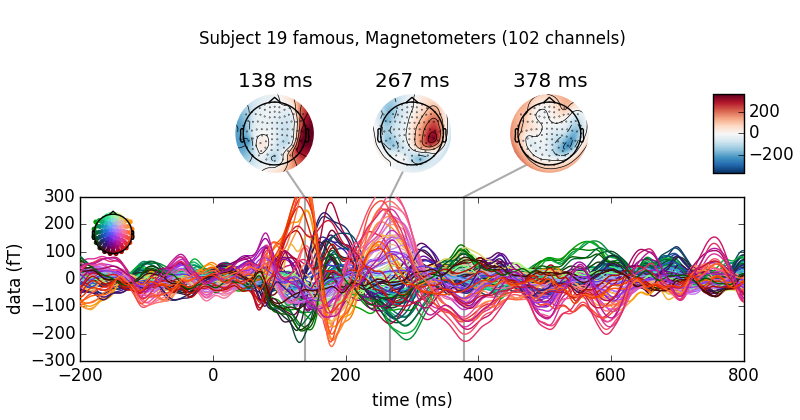 Subject 19 famous, Magnetometers (102 channels)
138 ms 267 ms 378 ms
200
0
−200
300
200
100
0
−100
−200
−300
data (fT)
−200 0 200 400 600 800
time (ms)